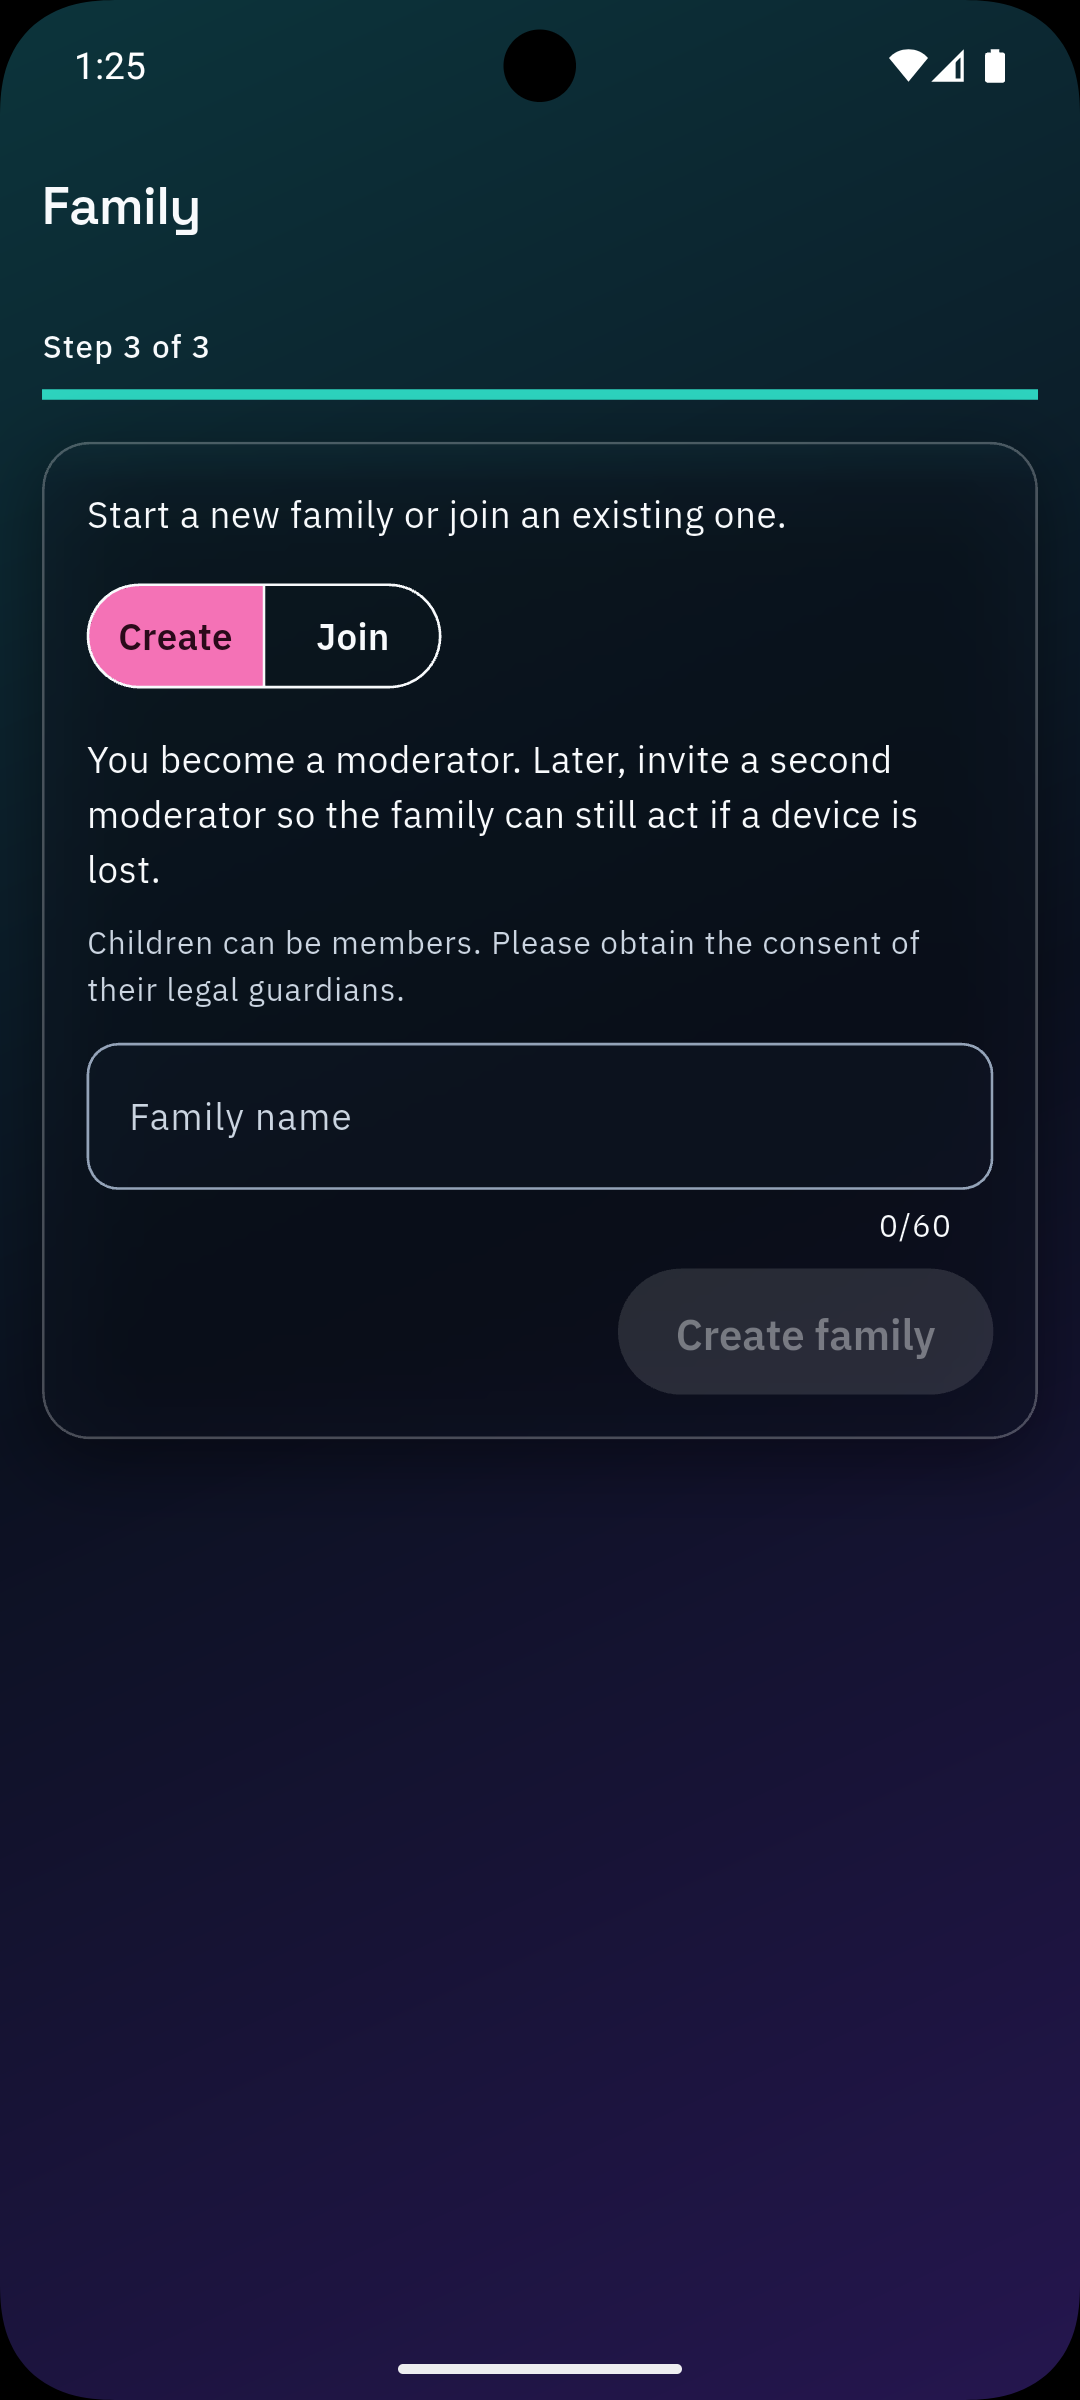 1:25
Family
Step 3 of 3
Start a new family or join an existing one.
Create Join
You become a moderator. Later, invite a second
moderator so the family can still act if a device is
lost.
Children can be members. Please obtain the consent of
their legal guardians.
Family name
0/60
Create family